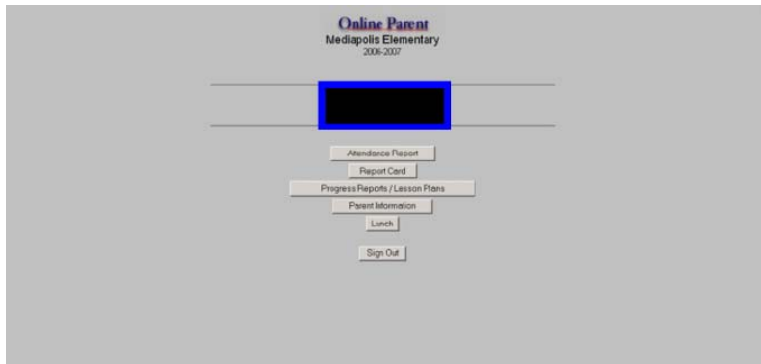 Online Parent
Mediapolis Elementary
2006-2007
Attendance Report
Report Card
Progress Reports / Lesson Plans
Parent Information
Lunch
Sign Out